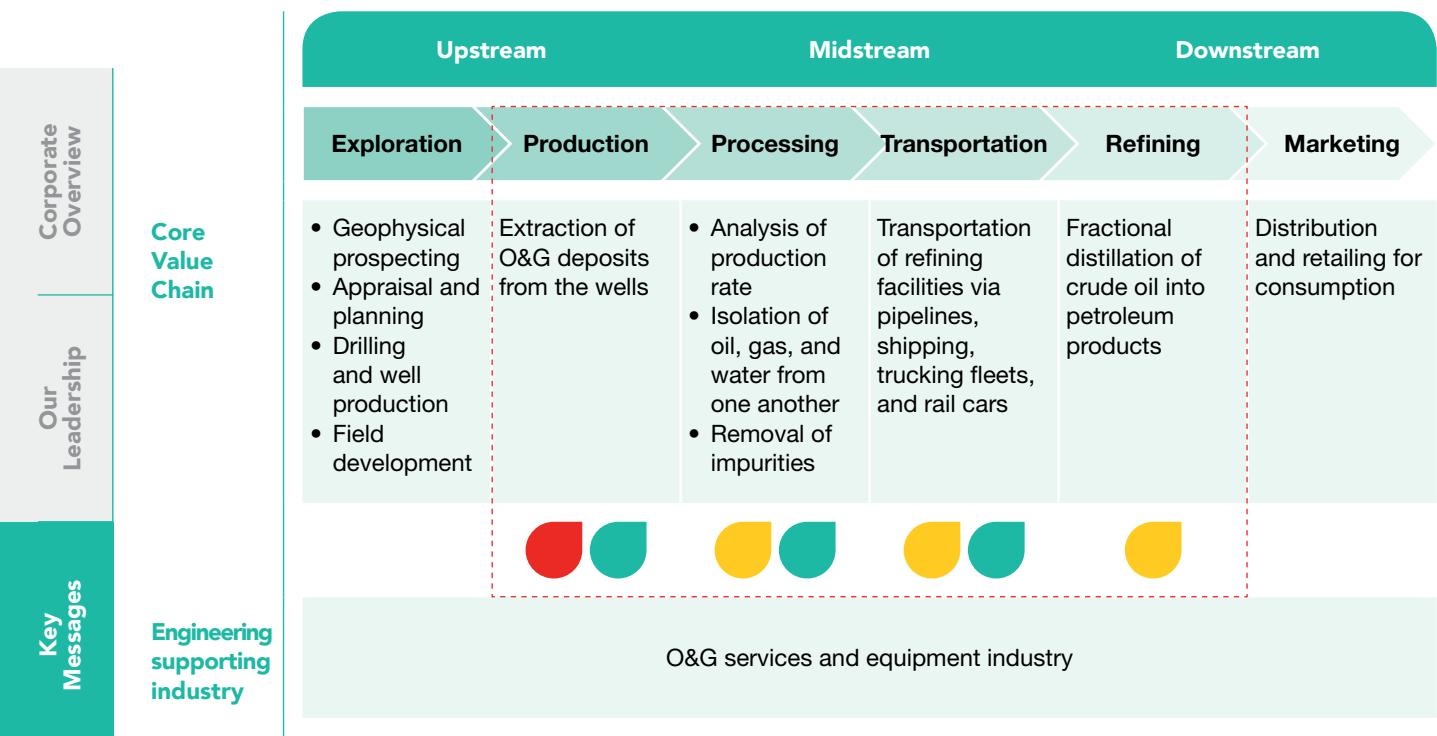 Upstream
Midstream
Downstream
Exploration
Production
Processing
Transportation
Refining
Marketing
Corporate
Overview
Our
Leadership
Key
Messages
Core
Value
Chain
• Geophysical
prospecting
• Appraisal and
planning
• Drilling
and well
production
• Field
development
Extraction of
O&G deposits
from the wells
• Analysis of
production
rate
• Isolation of
oil, gas, and
water from
one another
• Removal of
impurities
Transportation
of refining
facilities via
pipelines,
shipping,
trucking fleets,
and rail cars
Fractional
distillation of
crude oil into
petroleum
products
Distribution
and retailing for
consumption
Engineering
supporting
industry
O&G services and equipment industry